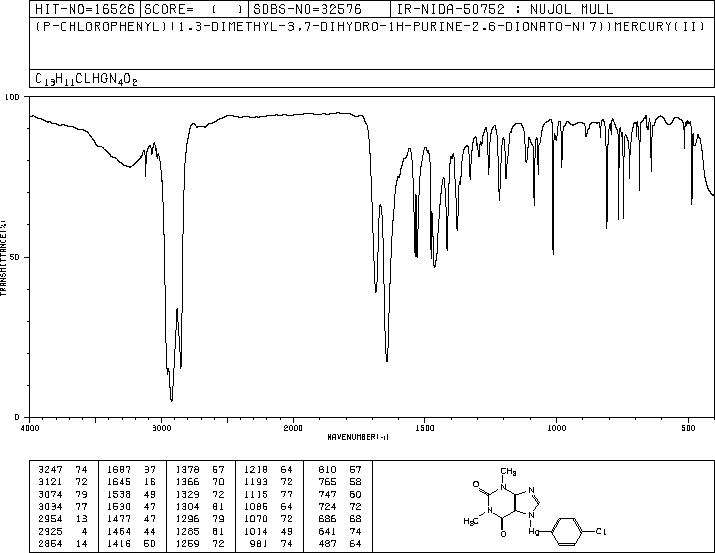 HIT-NO=16526 SCORE= ( ) SDBS-NO=32576 IR-NIDA-50752 : NUJOL MULL
(P-CHLOROPHENYL)(1,3-DIMETHYL-3,7-DIHYDRO-1H-PURINE-2,6-DIONATO-N(7))MERCURY(II)
C13H11CLHGN4O2
100
TRANSMITTANCE(%)
50
0
4000 3000 2000 1500 1000 500
WAVENUMBER(-1)
3247 74 1687 37 1378 57 1218 64 810 57
3121 72 1645 16 1366 70 1193 72 765 58
3074 79 1538 49 1329 72 1115 77 747 60
3034 77 1530 47 1304 81 1086 64 724 72
2954 13 1477 47 1296 79 1070 72 686 68
2925 4 1464 44 1285 81 1014 49 641 74
2854 14 1416 50 1259 72 981 74 487 64
CH3
O
N
N
H3C
N
N
O
Hg
Cl